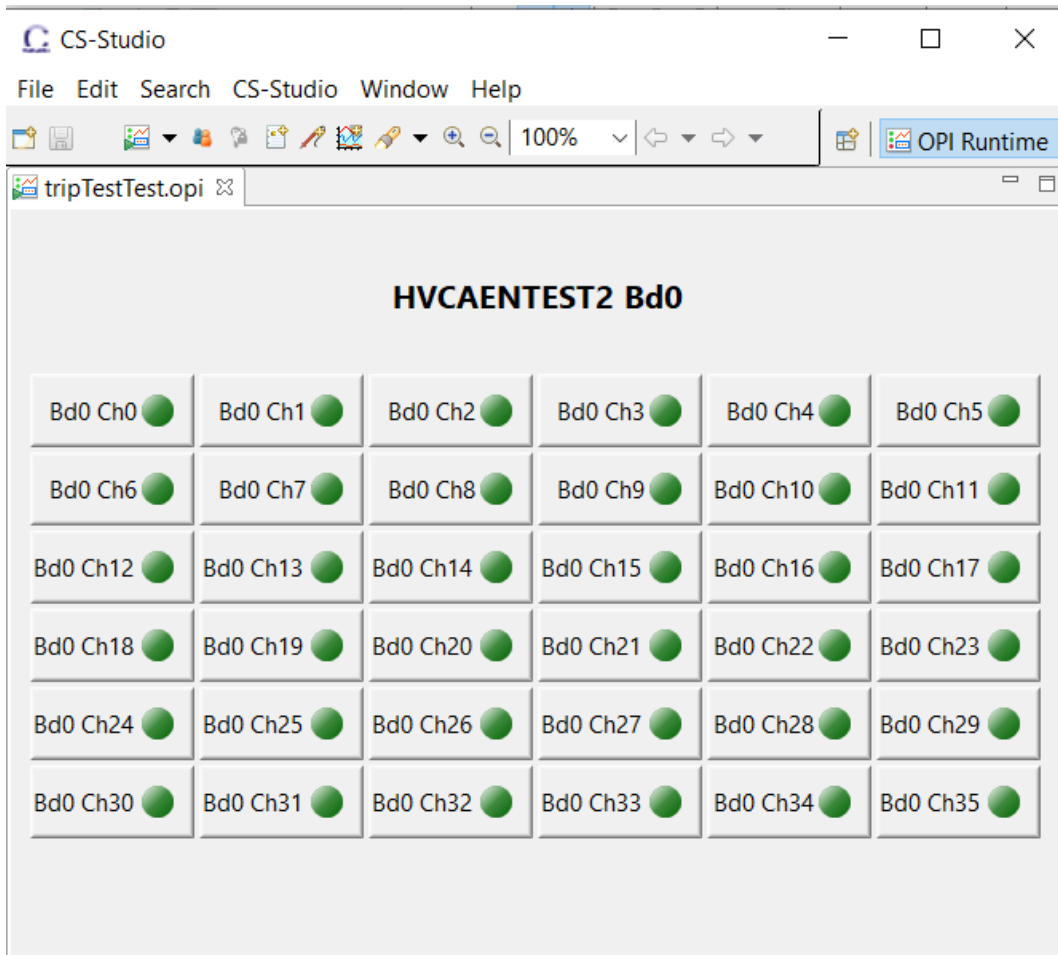 CS-Studio
File Edit Search CS-Studio Window Help
100% OPI Runtime
tripTestTest.opi
HVCAENTEST2 Bd0
Bd0 Ch0 Bd0 Ch1 Bd0 Ch2 Bd0 Ch3 Bd0 Ch4 Bd0 Ch5
Bd0 Ch6 Bd0 Ch7 Bd0 Ch8 Bd0 Ch9 Bd0 Ch10 Bd0 Ch11
Bd0 Ch12 Bd0 Ch13 Bd0 Ch14 Bd0 Ch15 Bd0 Ch16 Bd0 Ch17
Bd0 Ch18 Bd0 Ch19 Bd0 Ch20 Bd0 Ch21 Bd0 Ch22 Bd0 Ch23
Bd0 Ch24 Bd0 Ch25 Bd0 Ch26 Bd0 Ch27 Bd0 Ch28 Bd0 Ch29
Bd0 Ch30 Bd0 Ch31 Bd0 Ch32 Bd0 Ch33 Bd0 Ch34 Bd0 Ch35